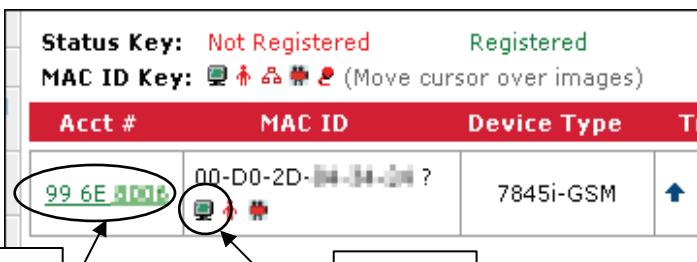 Status Key: Not Registered Registered
MAC ID Key: (Move cursor over images)
Acct # MAC ID Device Type
99 6E 00-D0-2D- ? 7845i-GSM